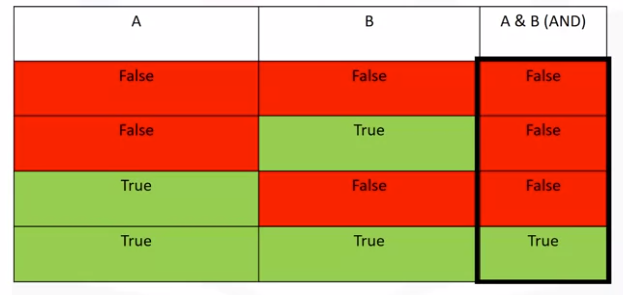 A B A & B (AND)
False False False
False True False
True False False
True True True